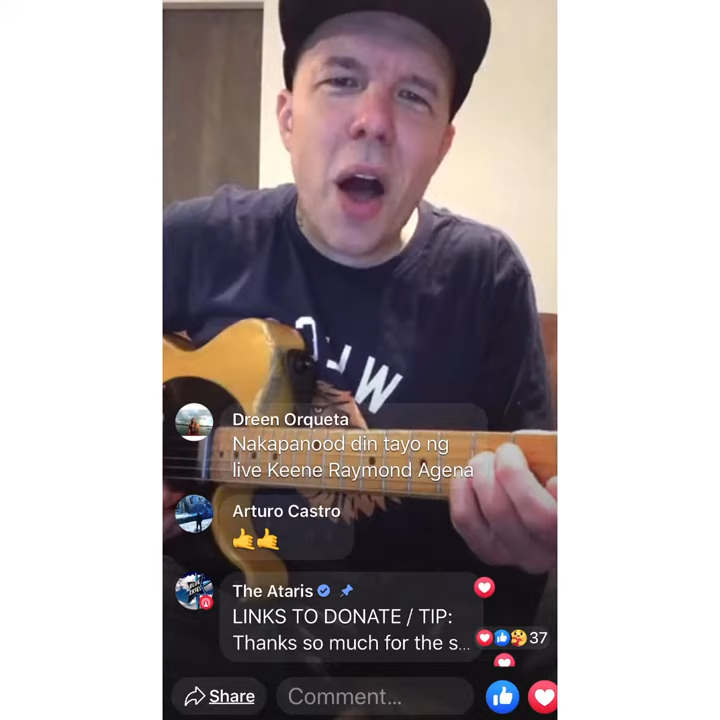 Dreen Orqueta
Nakapanood din tayo ng
live Keene Raymond Agena
Arturo Castro
The Ataris
LINKS TO DONATE / TIP:
Thanks so much for the s...
37
Share
Comment...